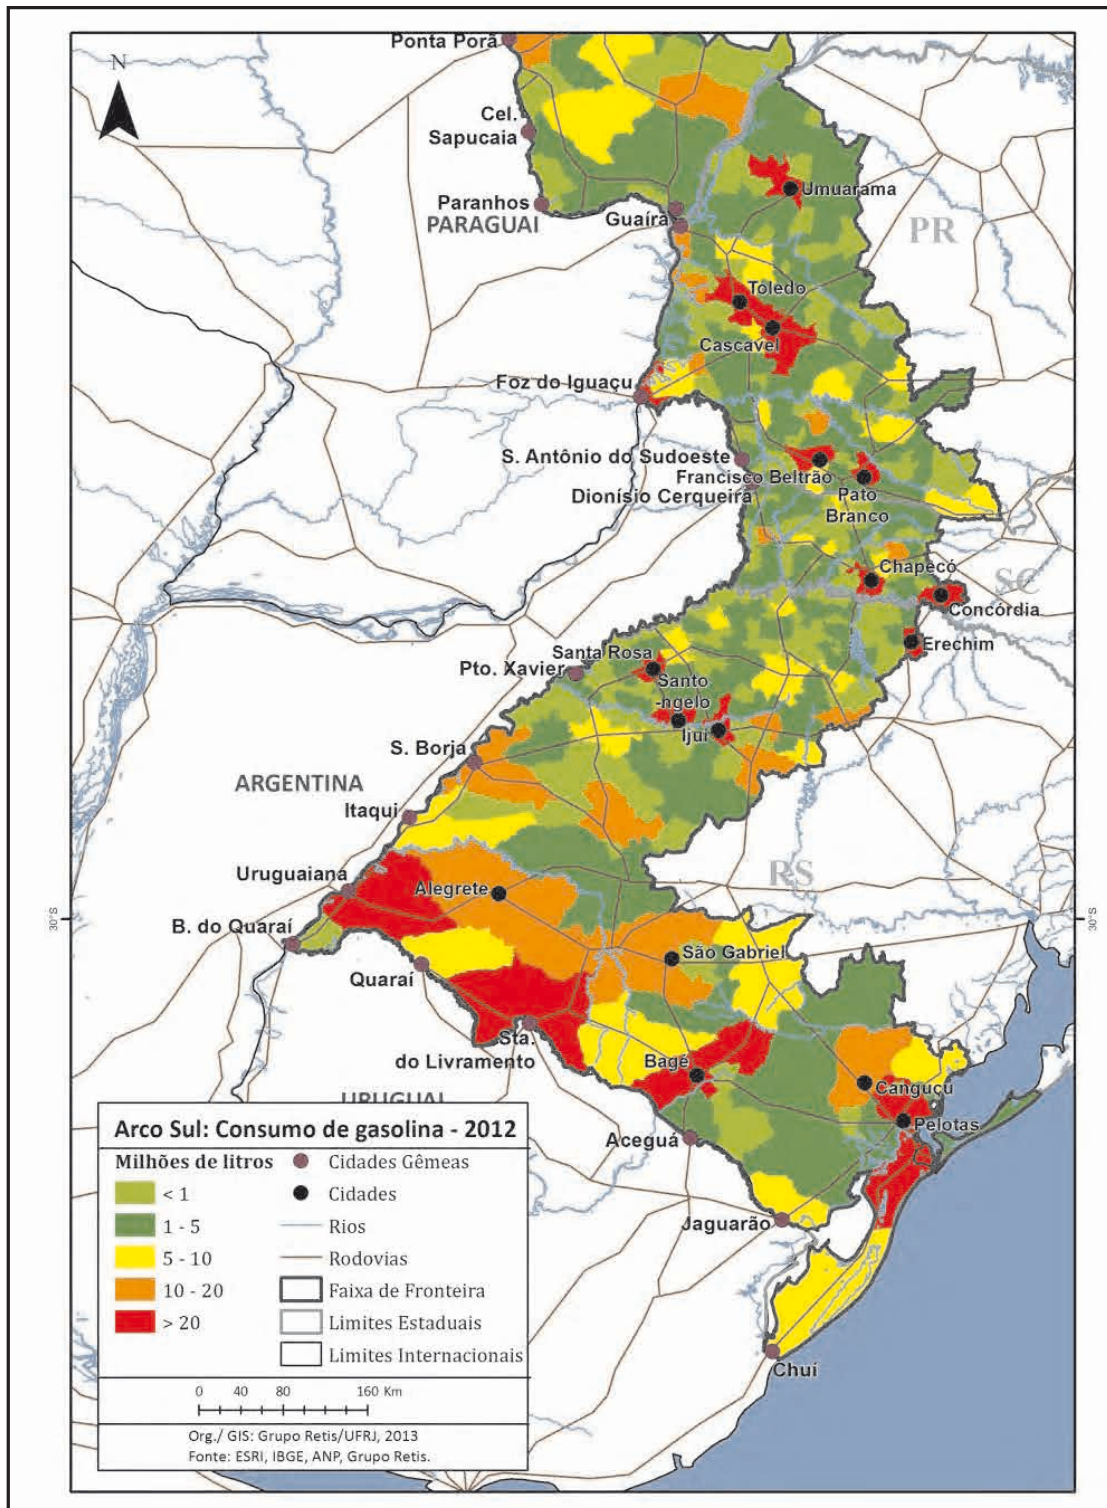 Ponta Porã
N
Cel.
Sapucaia
Umuarama
Paranhos
PARAGUAI
Guaíra
PR
Toledo
Cascavel
Foz do Iguaçu
S. Antônio do Sudoeste
Francisco Beltrão
Dionísio Cerqueira
Pato
Branco
Chapecó
SC
Concórdia
Erechim
Santa Rosa
Pto. Xavier
Santo
-ngelo
Ijuí
S. Borja
ARGENTINA
Itaqui
RS
Uruguaiana
Alegrete
30°S
30°S
B. do Quaraí
São Gabriel
Quaraí
Sta.
do Livramento
Bagé
Canguçu
URUGUAI
Pelotas
Aceguá
Jaguarão
Chuí
Arco Sul: Consumo de gasolina - 2012
Milhões de litros
< 1
1 - 5
5 - 10
10 - 20
> 20
Cidades Gêmeas
Cidades
Rios
Rodovias
Faixa de Fronteira
Limites Estaduais
Limites Internacionais
0 40 80 160 Km
Org./ GIS: Grupo Retis/UFRJ, 2013
Fonte: ESRI, IBGE, ANP, Grupo Retis.